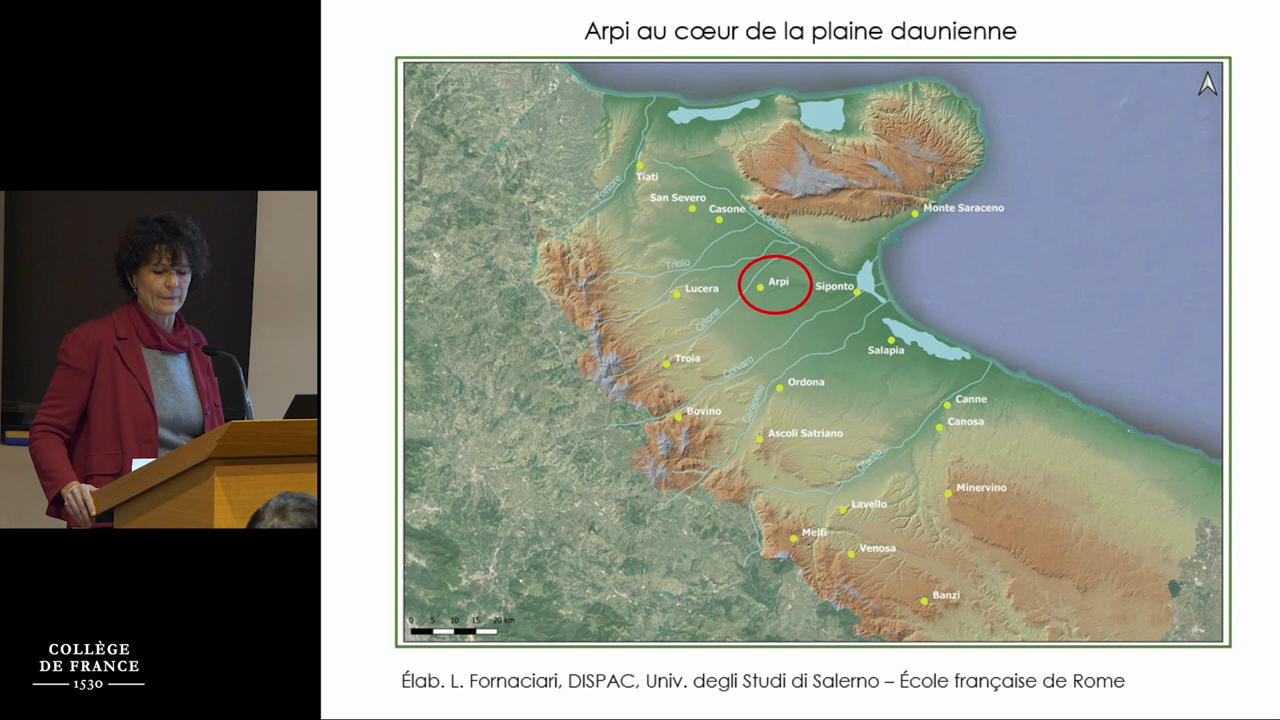 Arpi au cœur de la plaine daunienne
Fortore
Tiati
San Severo
Casone
Candelaro
Monte Saraceno
Triolo
Arpi
Siponto
Lucera
Celone
Salapia
Troia
Cervaro
Ordona
Carapelle
Canne
Bovino
Canosa
Ascoli Satriano
Ofanto
Minervino
Lavello
Melfi
Venosa
Banzi
0 5 10 15 20 km
Élab. L. Fornaciari, DISPAC, Univ. degli Studi di Salerno – École française de Rome
COLLÈGE
DE FRANCE
1530